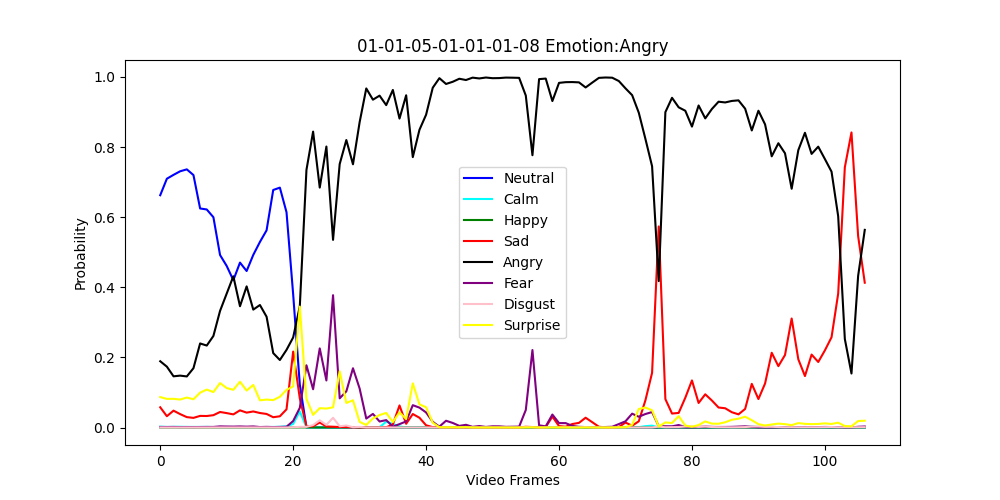 01-01-05-01-01-01-08 Emotion:Angry
1.0
0.8
0.6
0.4
0.2
0.0
Probability
Neutral
Calm
Happy
Sad
Angry
Fear
Disgust
Surprise
0 20 40 60 80 100
Video Frames